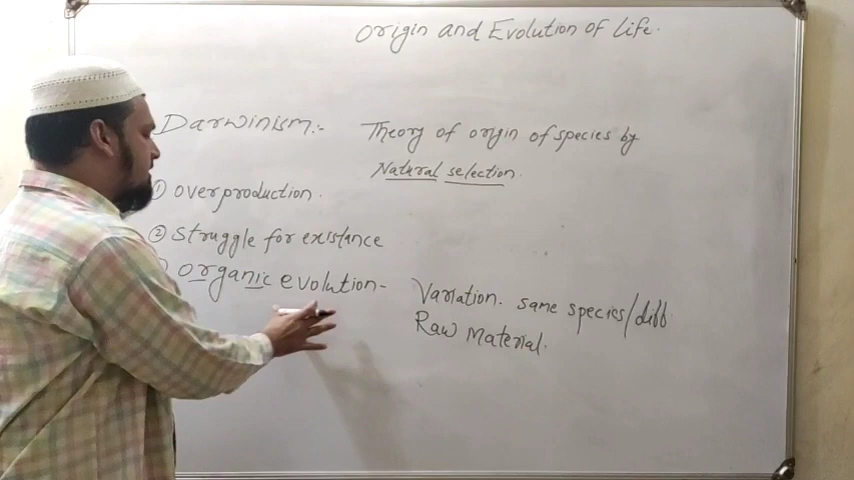 Origin and Evolution of Life.
Darwinism:-
Theory of origin of species by
Natural selection.
① overproduction.
② Struggle for existance
organic evolution-
Variation. same species/diff
Raw Material.